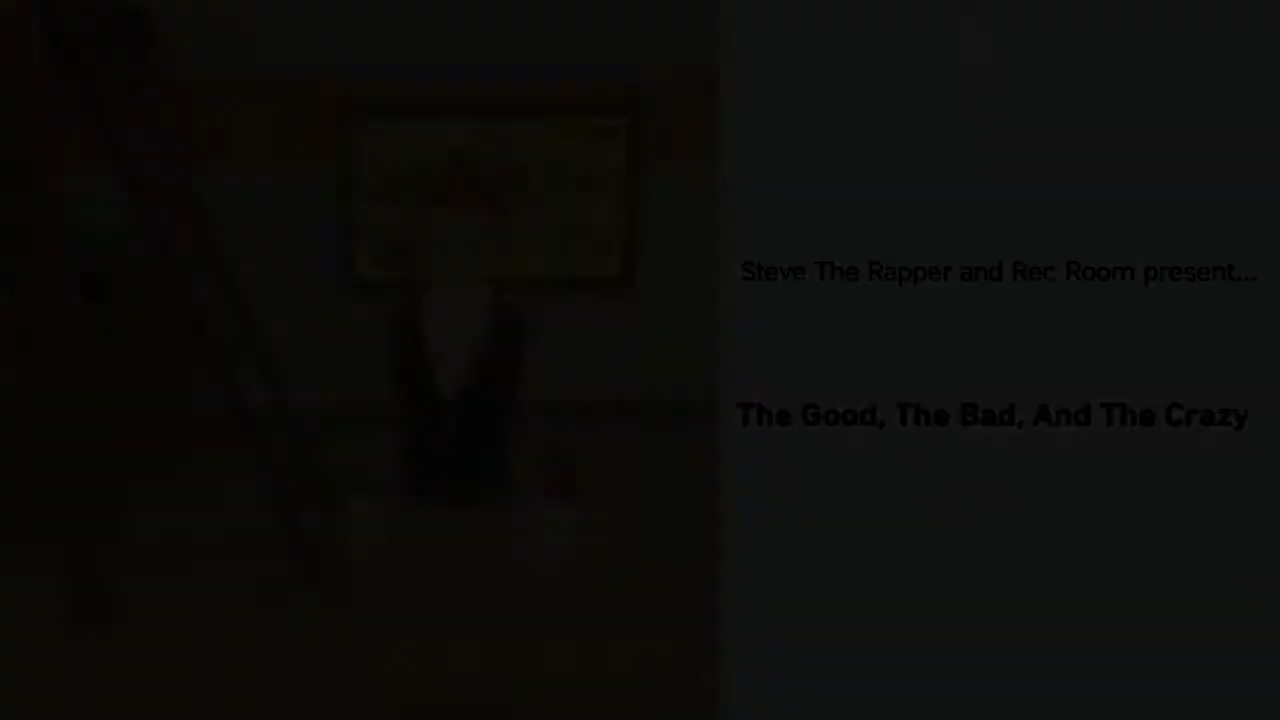 Steve The Rapper and Rec Room present...
The Good, The Bad, And The Crazy